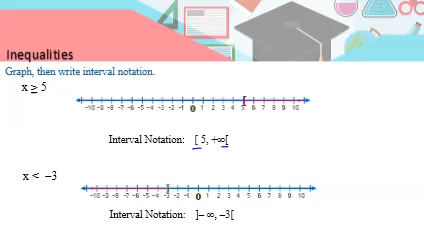 Inequalities
Graph, then write interval notation.
x ≥ 5
-10 -9 -8 -7 -6 -5 -4 -3 -2 -1 0 1 2 3 4 5 6 7 8 9 10
Interval Notation: [ 5, +∞[
x < –3
-10 -9 -8 -7 -6 -5 -4 -3 -2 -1 0 1 2 3 4 5 6 7 8 9 10
Interval Notation: ]– ∞, –3[